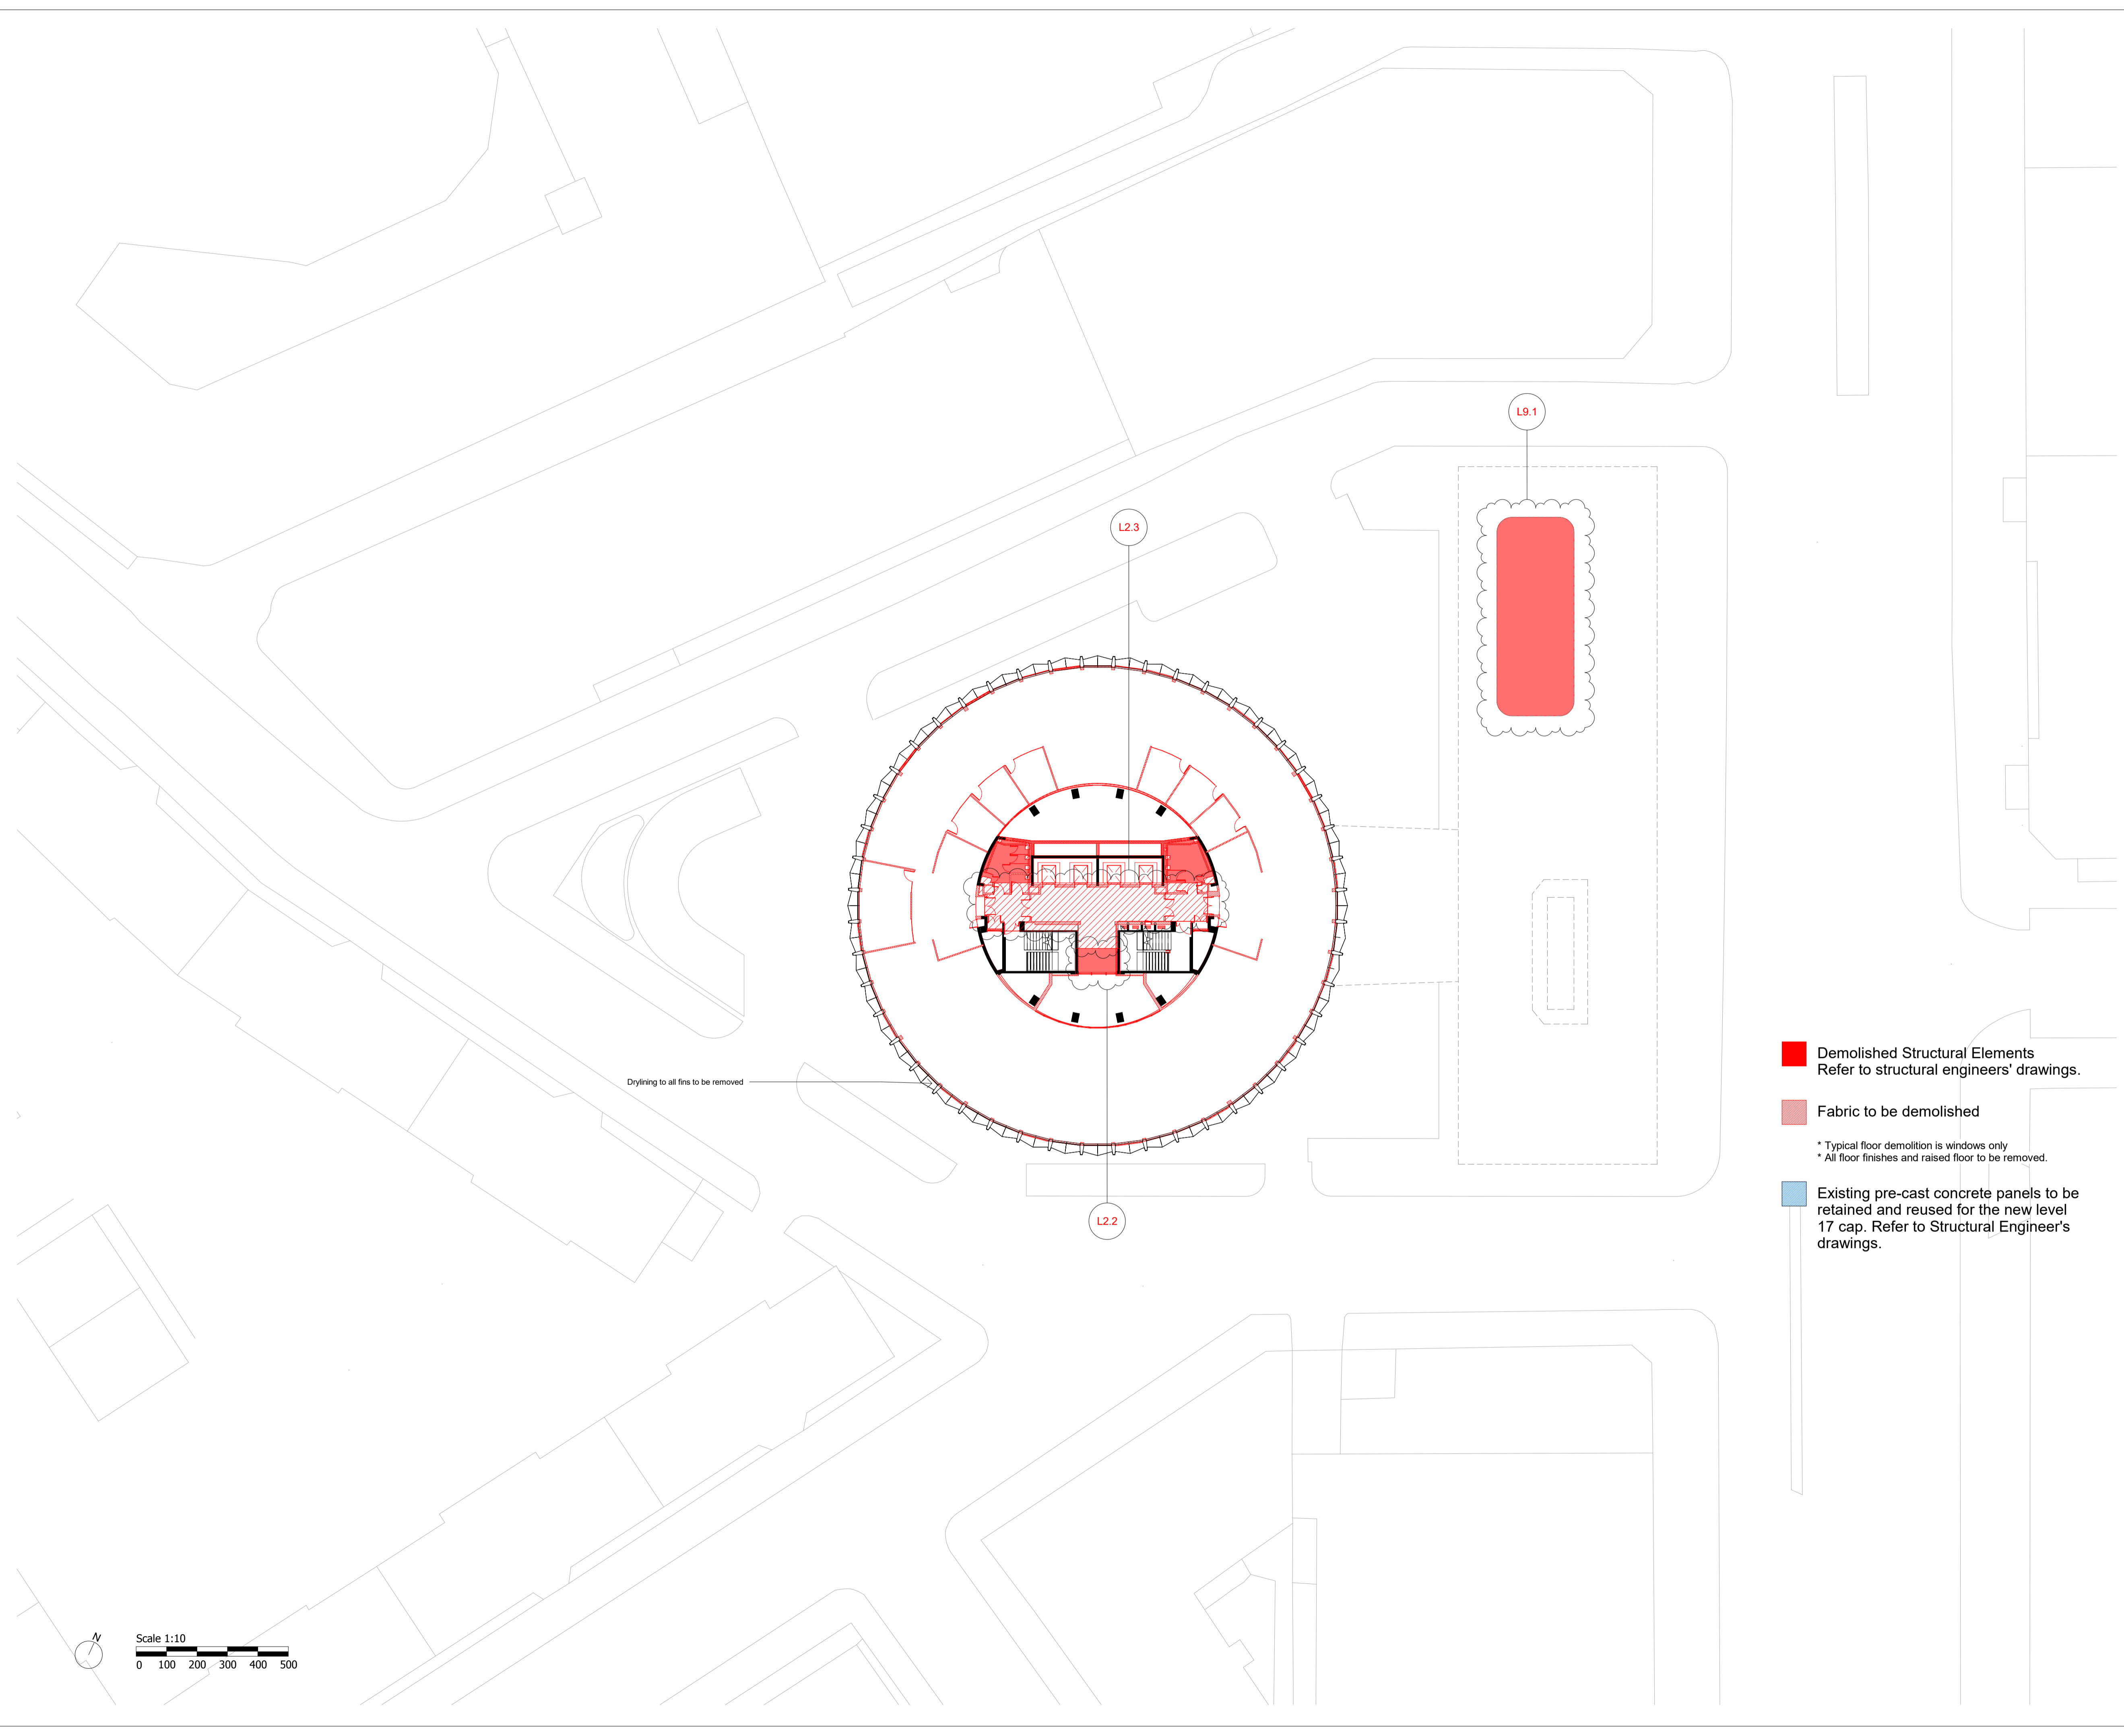 L9.1
L2.3
Demolished Structural Elements
Refer to structural engineers' drawings.
Drylining to all fins to be removed
Fabric to be demolished
* Typical floor demolition is windows only
* All floor finishes and raised floor to be removed.
Existing pre-cast concrete panels to be
retained and reused for the new level
17 cap. Refer to Structural Engineer's
drawings.
L2.2
N
Scale 1:10
0 100 200 300 400 500